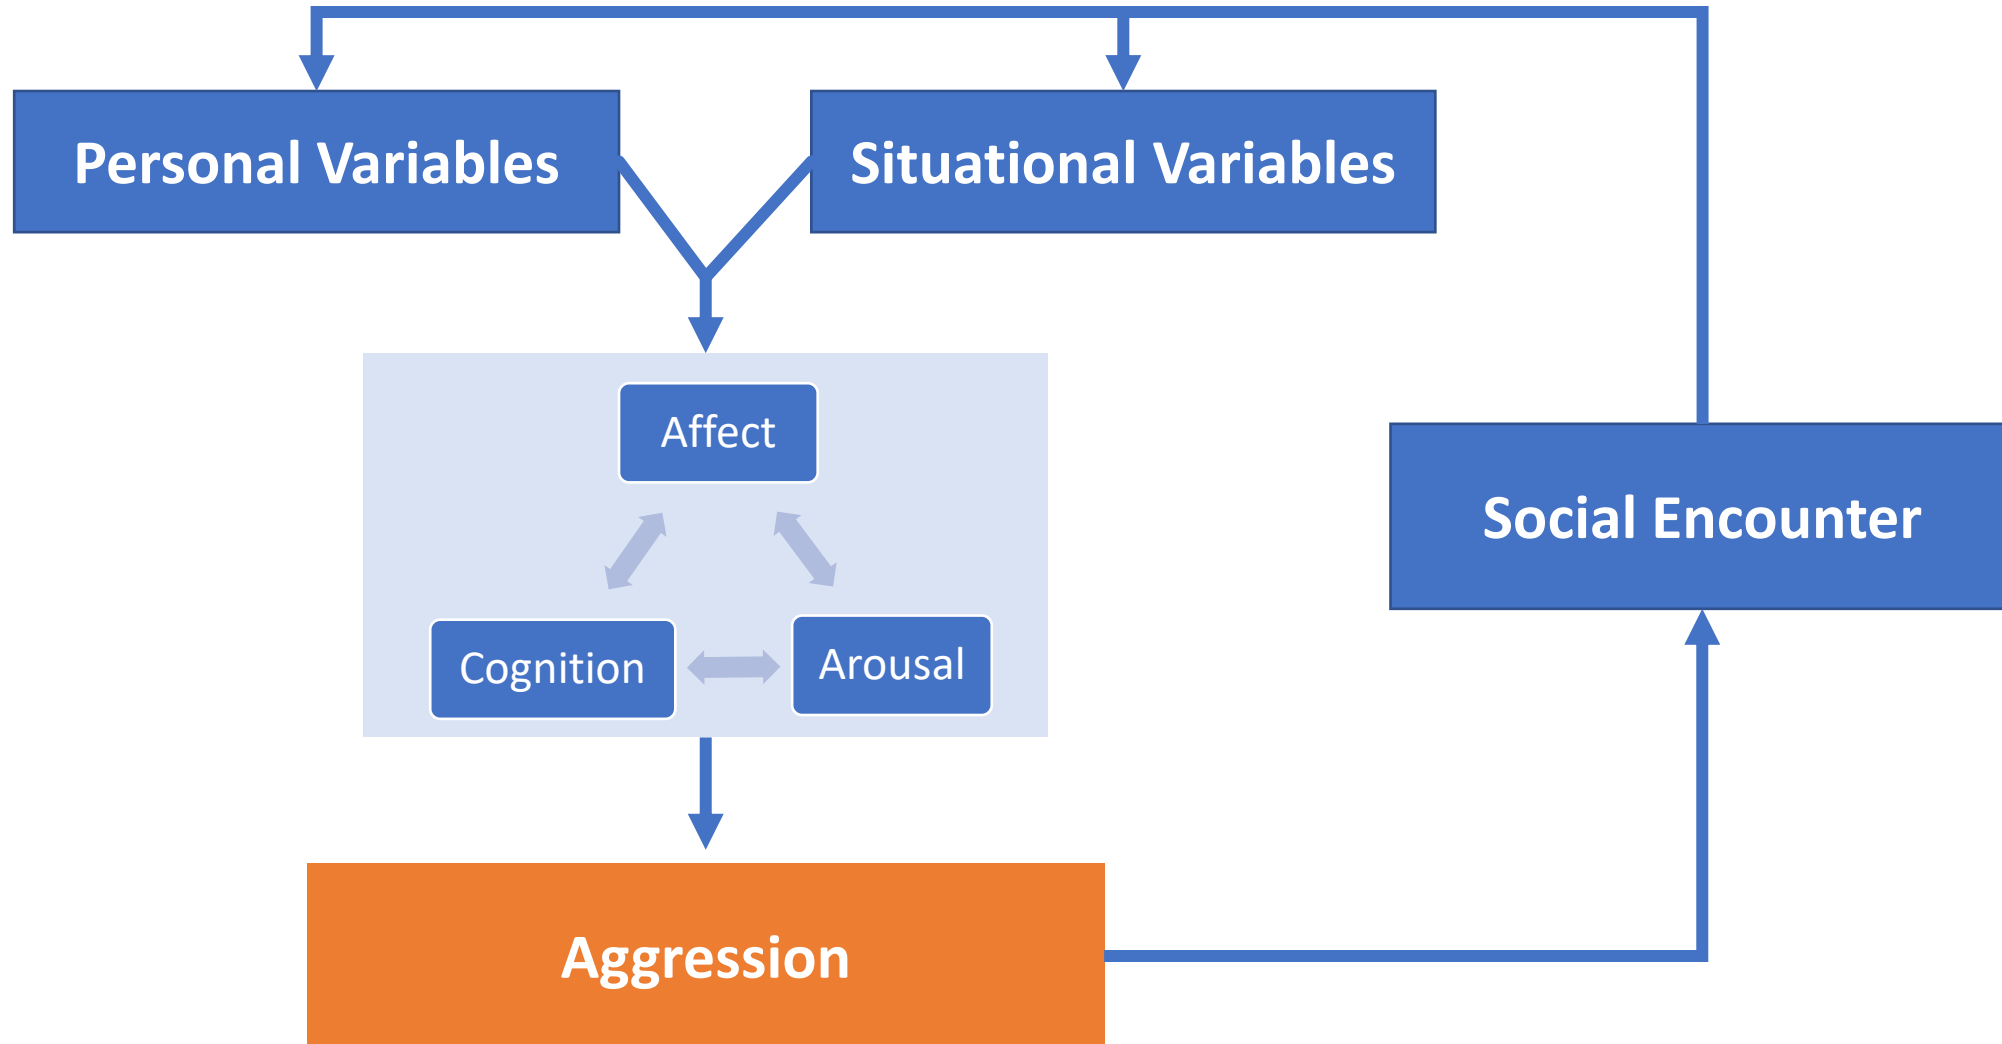 Personal Variables
Situational Variables
Affect
Social Encounter
Cognition
Arousal
Aggression